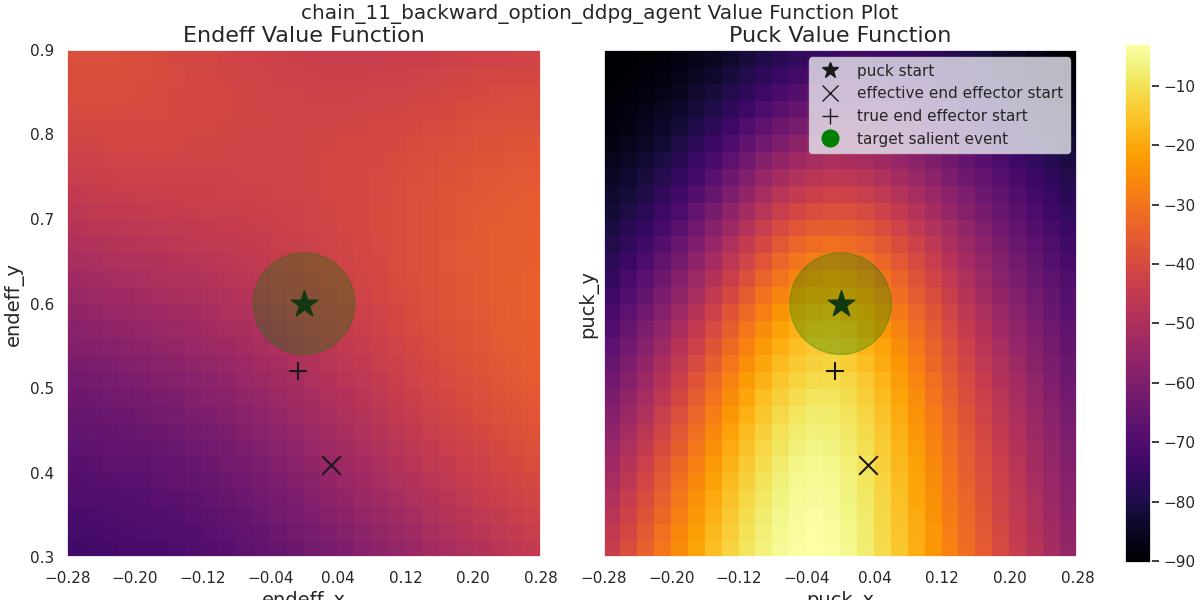 chain_11_backward_option_ddpg_agent Value Function Plot
Endeff Value Function
Puck Value Function
puck start
effective end effector start
true end effector start
target salient event
0.9
0.8
0.7
0.6
0.5
0.4
0.3
endeff_y
−0.28 −0.20 −0.12 −0.04 0.04 0.12 0.20 0.28
endeff_x
puck_y
−0.28 −0.20 −0.12 −0.04 0.04 0.12 0.20 0.28
puck_x
−10
−20
−30
−40
−50
−60
−70
−80
−90